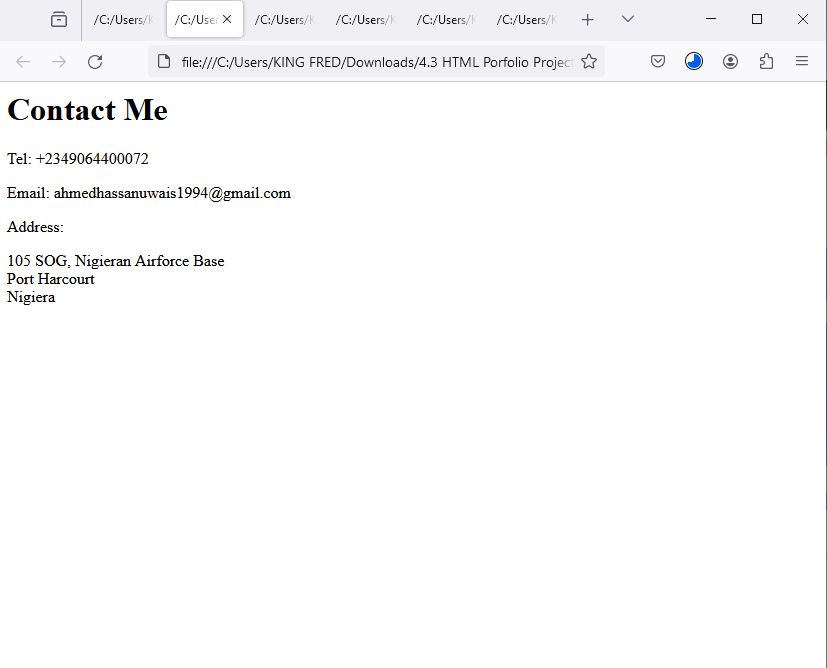 /C:/Users/K
/C:/User
/C:/Users/K
/C:/Users/K
/C:/Users/K
/C:/Users/K
file:///C:/Users/KING FRED/Downloads/4.3 HTML Porfolio Project
Contact Me
Tel: +2349064400072
Email: ahmedhassanuwais1994@gmail.com
Address:
105 SOG, Nigieran Airforce Base
Port Harcourt
Nigiera